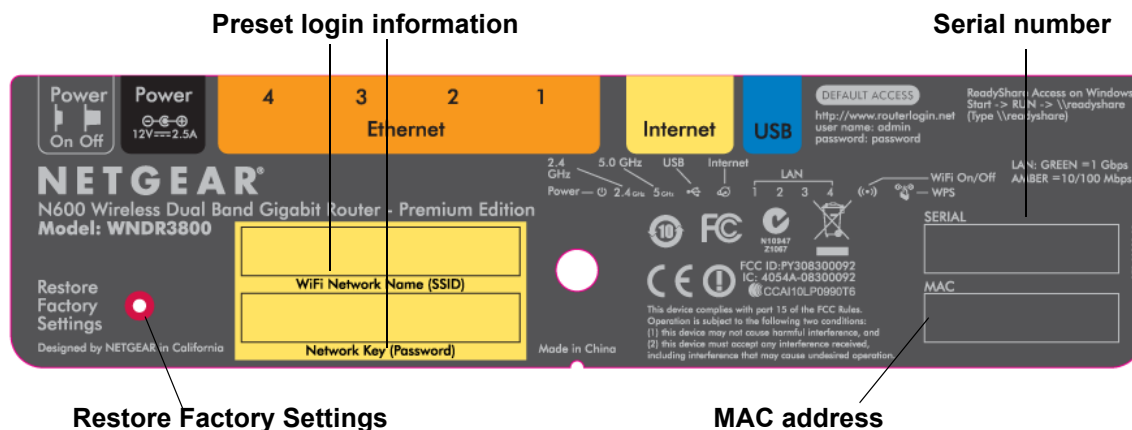 Preset login information
Serial number
Power
On Off
Power
12V 2.5A
4 3 2 1
Ethernet
Internet
USB
DEFAULT ACCESS
http://www.routerlogin.net
user name: admin
password: password
ReadyShare Access on Windows
Start -> RUN -> \\readyshare
(Type \\readyshare)
NETGEAR®
N600 Wireless Dual Band Gigabit Router - Premium Edition
Model: WNDR3800
2.4 GHz
5.0 GHz
USB
Internet
LAN
Power
2.4GHz
5GHz
1 2 3 4
WiFi On/Off
WPS
LAN: GREEN =1 Gbps
AMBER =10/100 Mbps
WiFi Network Name (SSID)
Network Key (Password)
Restore
Factory
Settings
Designed by NETGEAR in California
Made in China
10
FC
N10947
Z1067
CE
FCC ID:PY308300092
IC: 4054A-08300092
CCAI10LP0990T6
This device complies with part 15 of the FCC Rules.
Operation is subject to the following two conditions:
(1) this device may not cause harmful interference, and
(2) this device must accept any interference received,
including interference that may cause undesired operation.
SERIAL
MAC
Restore Factory Settings
MAC address